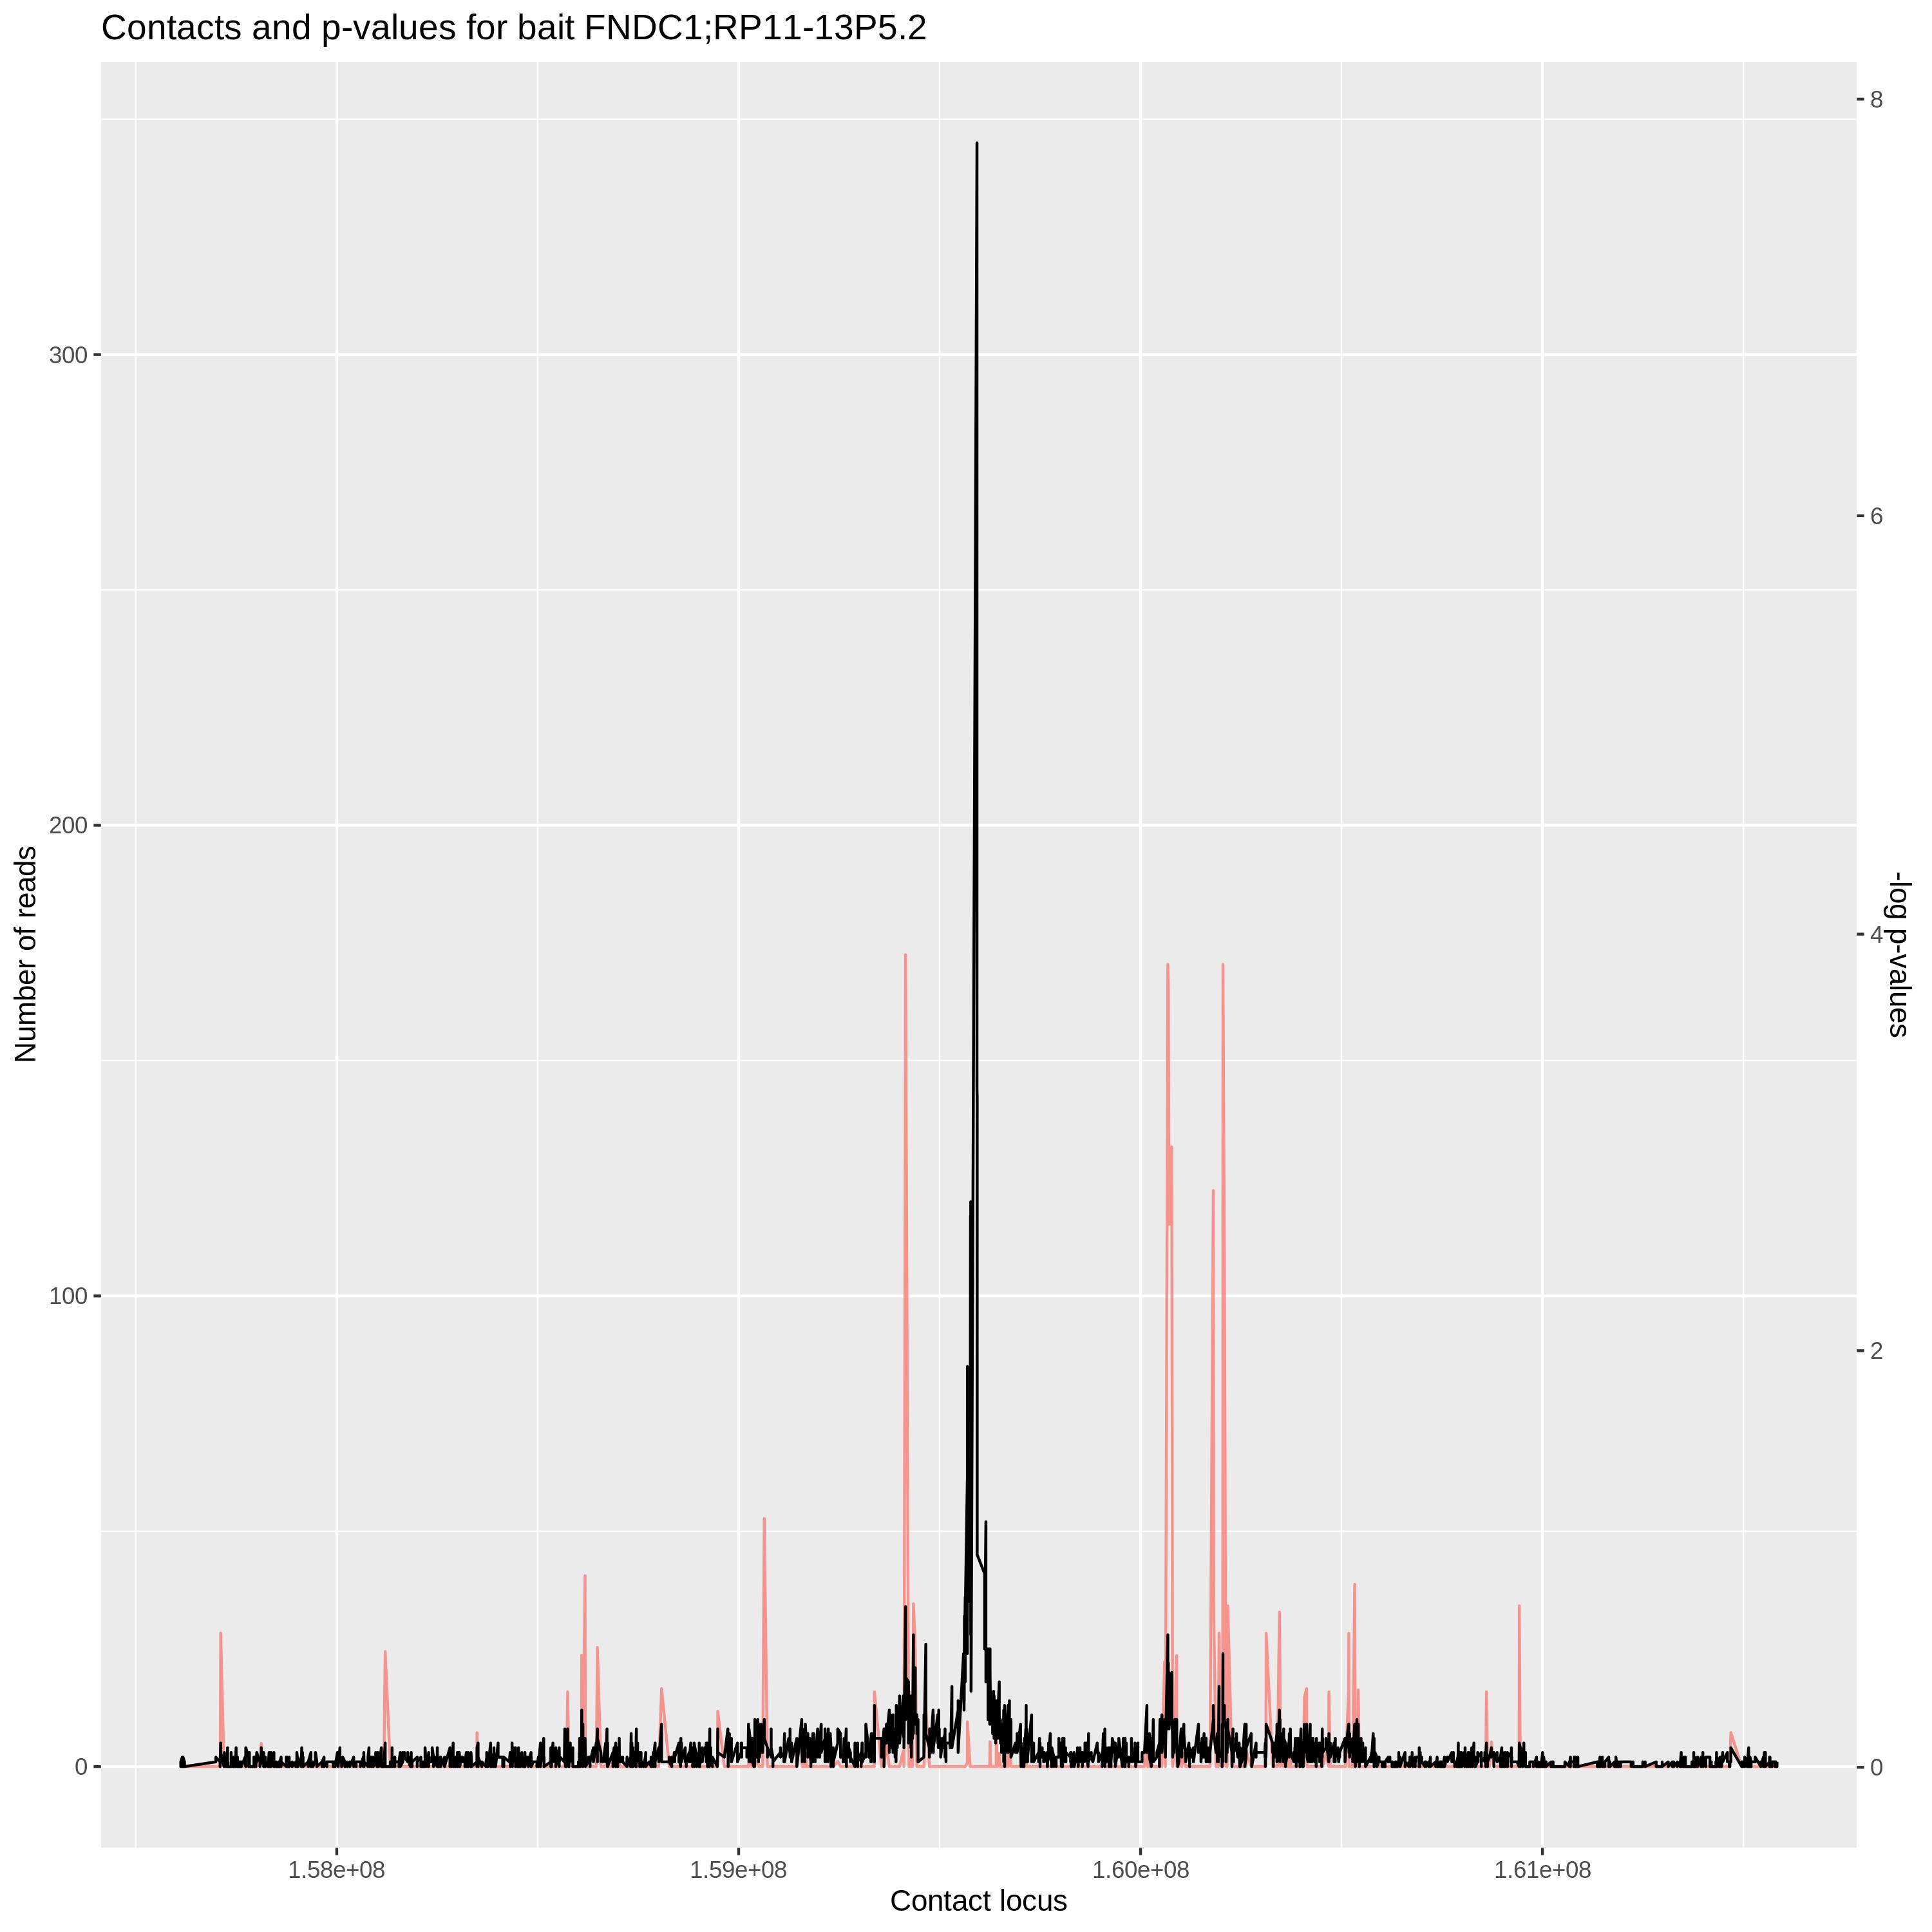 Contacts and p-values for bait FNDC1;RP11-13P5.2
Number of reads
300
200
100
0
8
6
4
2
0
-log p-values
1.58e+08
1.59e+08
1.60e+08
1.61e+08
Contact locus